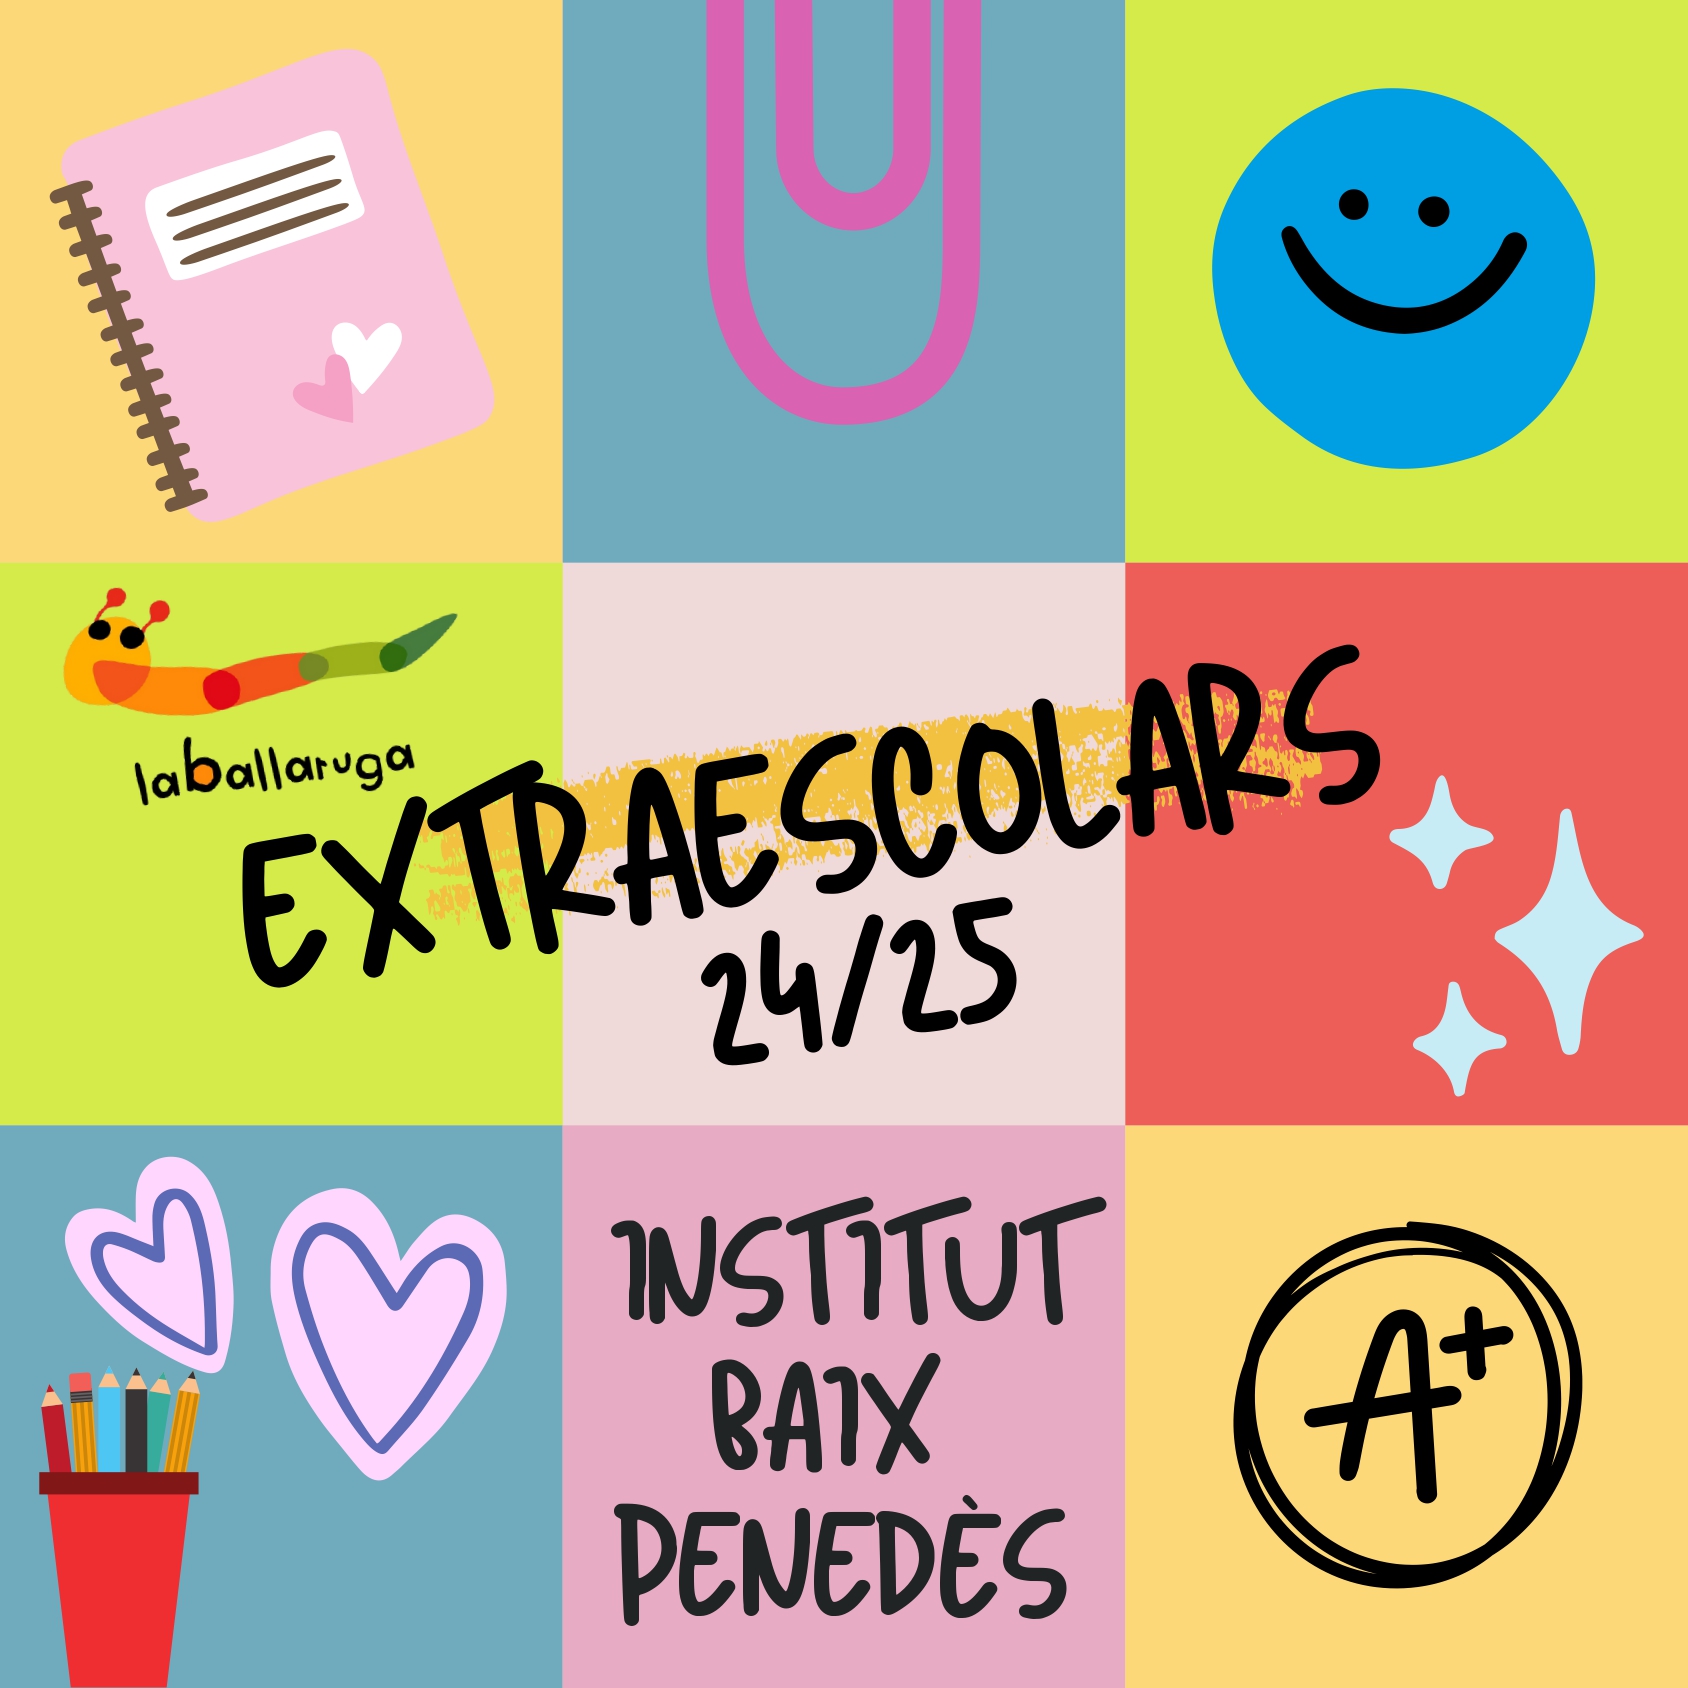 laballaruga
EXTRAESCOLARS
24/25
INSTITUT
BAIX
PENEDÈS
A+